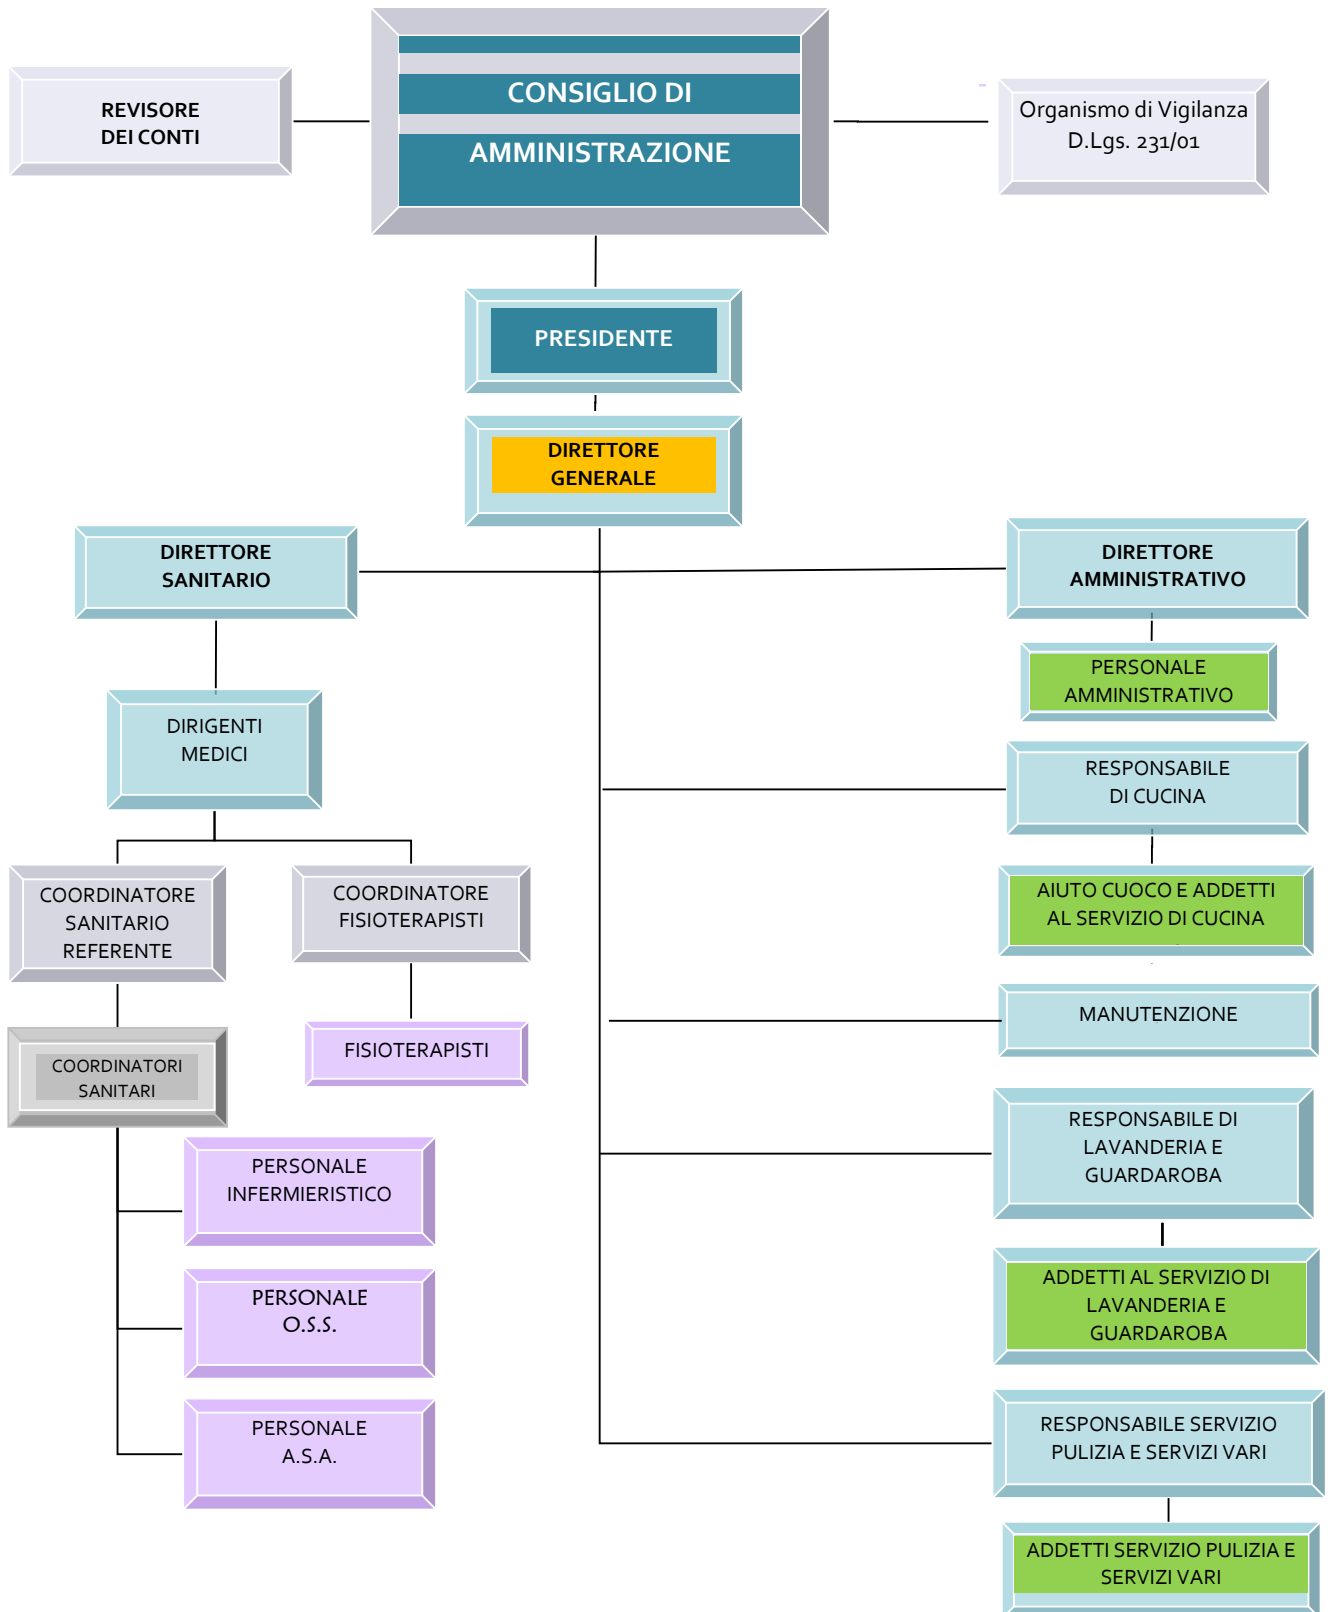 REVISORE
DEI CONTI
CONSIGLIO DI
AMMINISTRAZIONE
Organismo di Vigilanza
D.Lgs. 231/01
PRESIDENTE
DIRETTORE
GENERALE
DIRETTORE
SANITARIO
DIRETTORE
AMMINISTRATIVO
PERSONALE
AMMINISTRATIVO
DIRIGENTI
MEDICI
RESPONSABILE
DI CUCINA
COORDINATORE
SANITARIO
REFERENTE
COORDINATORE
FISIOTERAPISTI
AIUTO CUOCO E ADDETTI
AL SERVIZIO DI CUCINA
MANUTENZIONE
FISIOTERAPISTI
COORDINATORI
SANITARI
RESPONSABILE DI
LAVANDERIA E
GUARDAROBA
PERSONALE
INFERMIERISTICO
ADDETTI AL SERVIZIO DI
LAVANDERIA E
GUARDAROBA
PERSONALE
O.S.S.
PERSONALE
A.S.A.
RESPONSABILE SERVIZIO
PULIZIA E SERVIZI VARI
ADDETTI SERVIZIO PULIZIA E
SERVIZI VARI